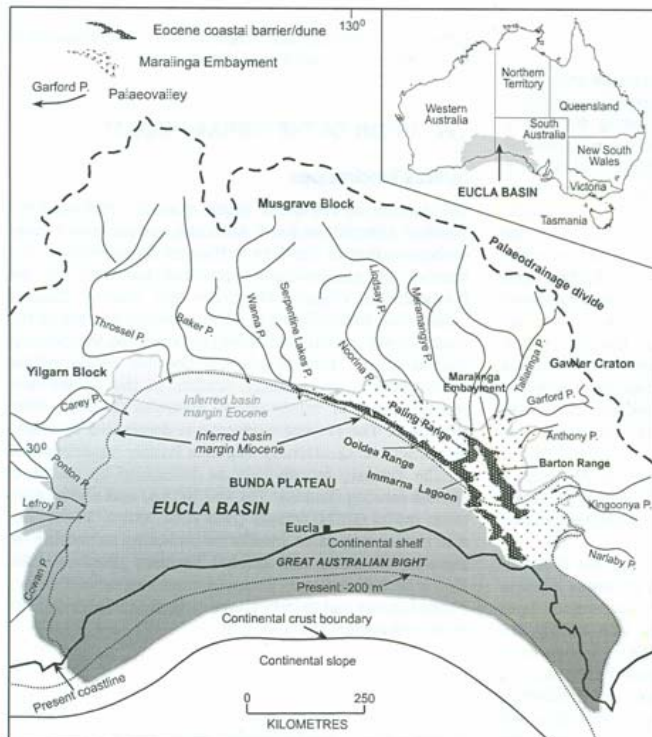 Eocene coastal barrier/dune
Maralinga Embayment
Garford P.
Palaeovalley
130⁰
Northern
Territory
Western
Australia
Queensland
South
Australia
New South
Wales
Victoria
EUCLA BASIN
Tasmania
Musgrave Block
Palaeodrainage divide
Throssel P.
Baker P.
Wanna P.
Serpentine Lakes P.
Noorina P.
Lindsay P.
Meramangye P.
Tallaringa P.
Maralinga
Embayment
Gawler Craton
Yilgarn Block
Carey P.
Inferred basin
margin Eocene
Inferred basin
margin Miocene
Paling Range
Garford P.
Anthony P.
30⁰
Ponton P.
Ooldea Range
Barton Range
Immarna Lagoon
BUNDA PLATEAU
EUCLA BASIN
Lefroy P.
Kingoonya P.
Eucla
Continental shelf
Narlaby P.
Cowan P.
GREAT AUSTRALIAN BIGHT
Present -200 m
Continental crust boundary
Continental slope
Present coastline
0
250
KILOMETRES